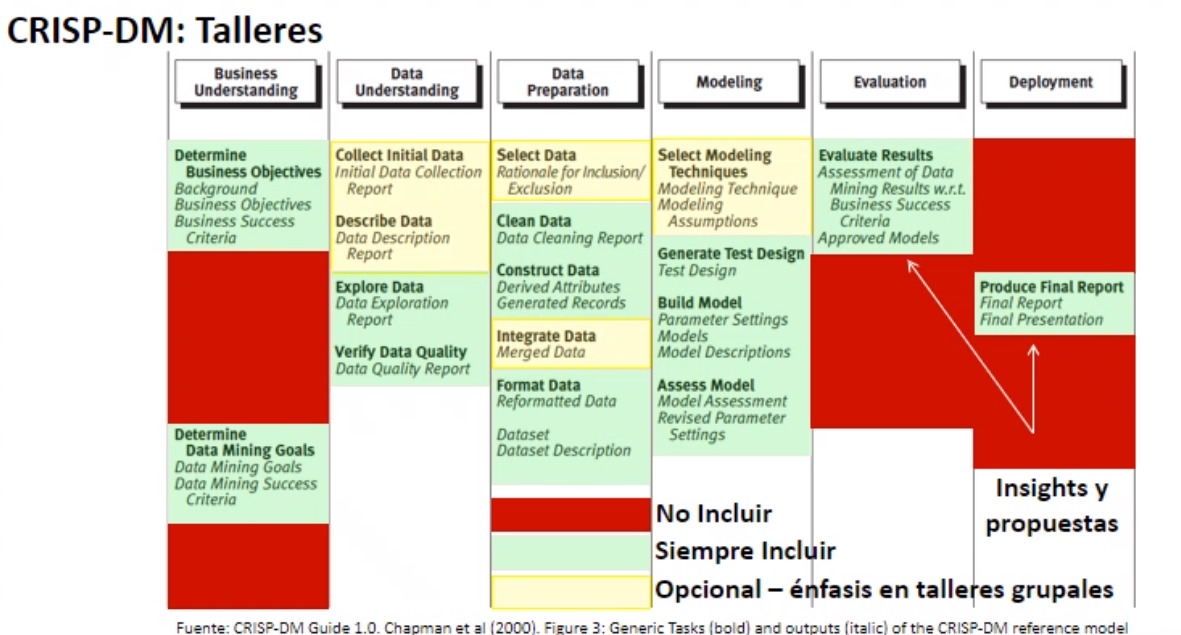 CRISP-DM: Talleres
Business
Understanding
Determine
Business Objectives
Background
Business Objectives
Business Success
Criteria
Determine
Data Mining Goals
Data Mining Goals
Data Mining Success
Criteria
Data
Understanding
Collect Initial Data
Initial Data Collection
Report
Describe Data
Data Description
Report
Explore Data
Data Exploration
Report
Verify Data Quality
Data Quality Report
Data
Preparation
Select Data
Rationale for Inclusion/
Exclusion
Clean Data
Data Cleaning Report
Construct Data
Derived Attributes
Generated Records
Integrate Data
Merged Data
Format Data
Reformatted Data
Dataset
Dataset Description
Modeling
Select Modeling
Techniques
Modeling Technique
Modeling
Assumptions
Generate Test Design
Test Design
Build Model
Parameter Settings
Models
Model Descriptions
Assess Model
Model Assessment
Revised Parameter
Settings
Evaluation
Evaluate Results
Assessment of Data
Mining Results w.r.t.
Business Success
Criteria
Approved Models
Deployment
Produce Final Report
Final Report
Final Presentation
Insights y
propuestas
No Incluir
Siempre Incluir
Opcional – énfasis en talleres grupales
Fuente: CRISP-DM Guide 1.0. Chapman et al (2000). Figure 3: Generic Tasks (bold) and outputs (italic) of the CRISP-DM reference model